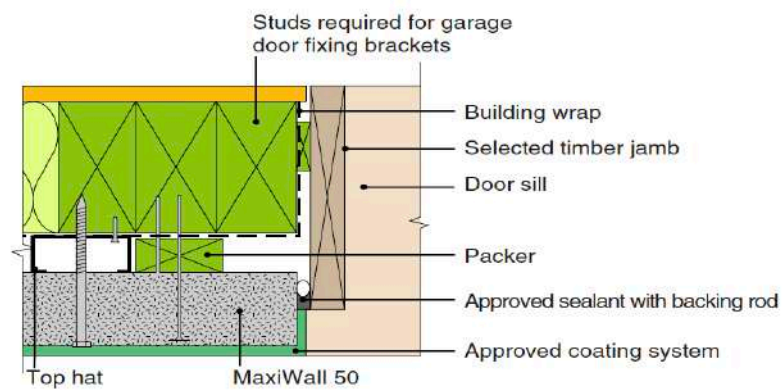 Studs required for garage
door fixing brackets
Building wrap
Selected timber jamb
Door sill
Packer
Approved sealant with backing rod
Approved coating system
Top hat
MaxiWall 50